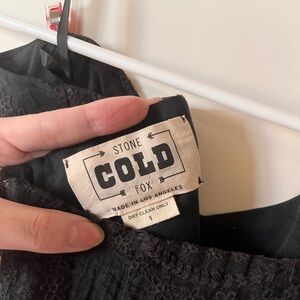 STONE
COLD
FOX
MADE IN LOS ANGELES
DRY CLEAN ONLY
1